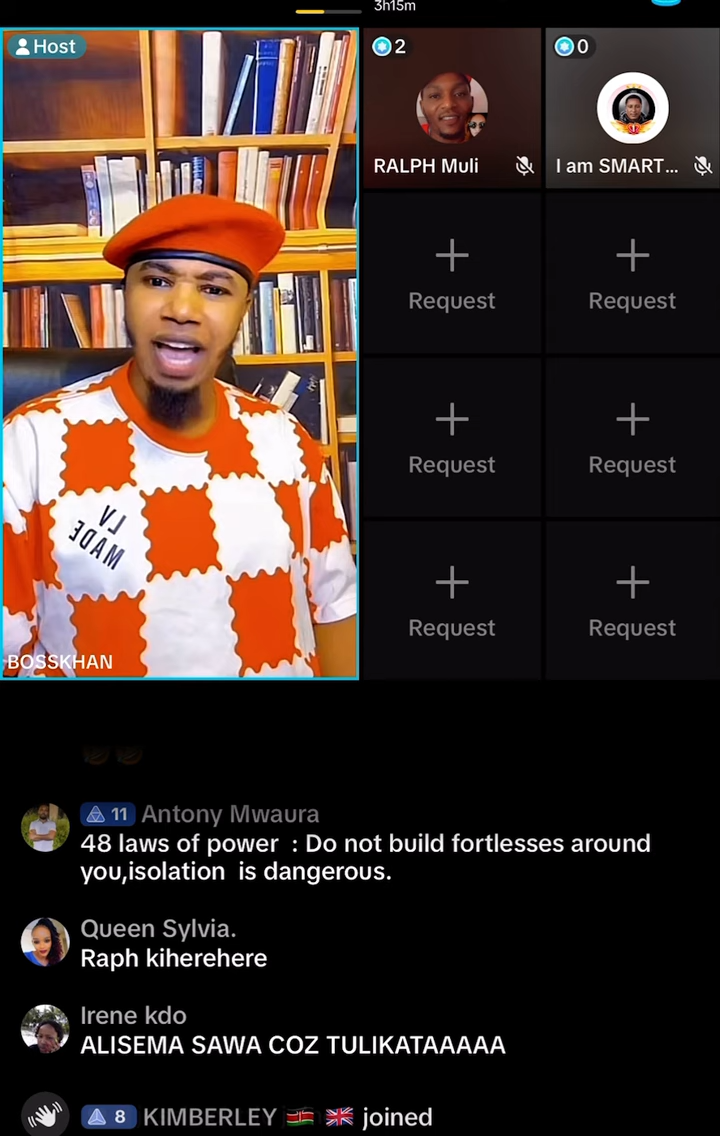 3h15m
Host
2
0
RALPH Muli
I am SMART...
Request
Request
LV
MADE
Request
Request
Request
Request
BOSSKHAN
11 Antony Mwaura
48 laws of power : Do not build fortlesses around
you,isolation is dangerous.
Queen Sylvia.
Raph kiherehere
Irene kdo
ALISEMA SAWA COZ TULIKATAAAAA
8 KIMBERLEY 🇰🇪 🇬🇧 joined